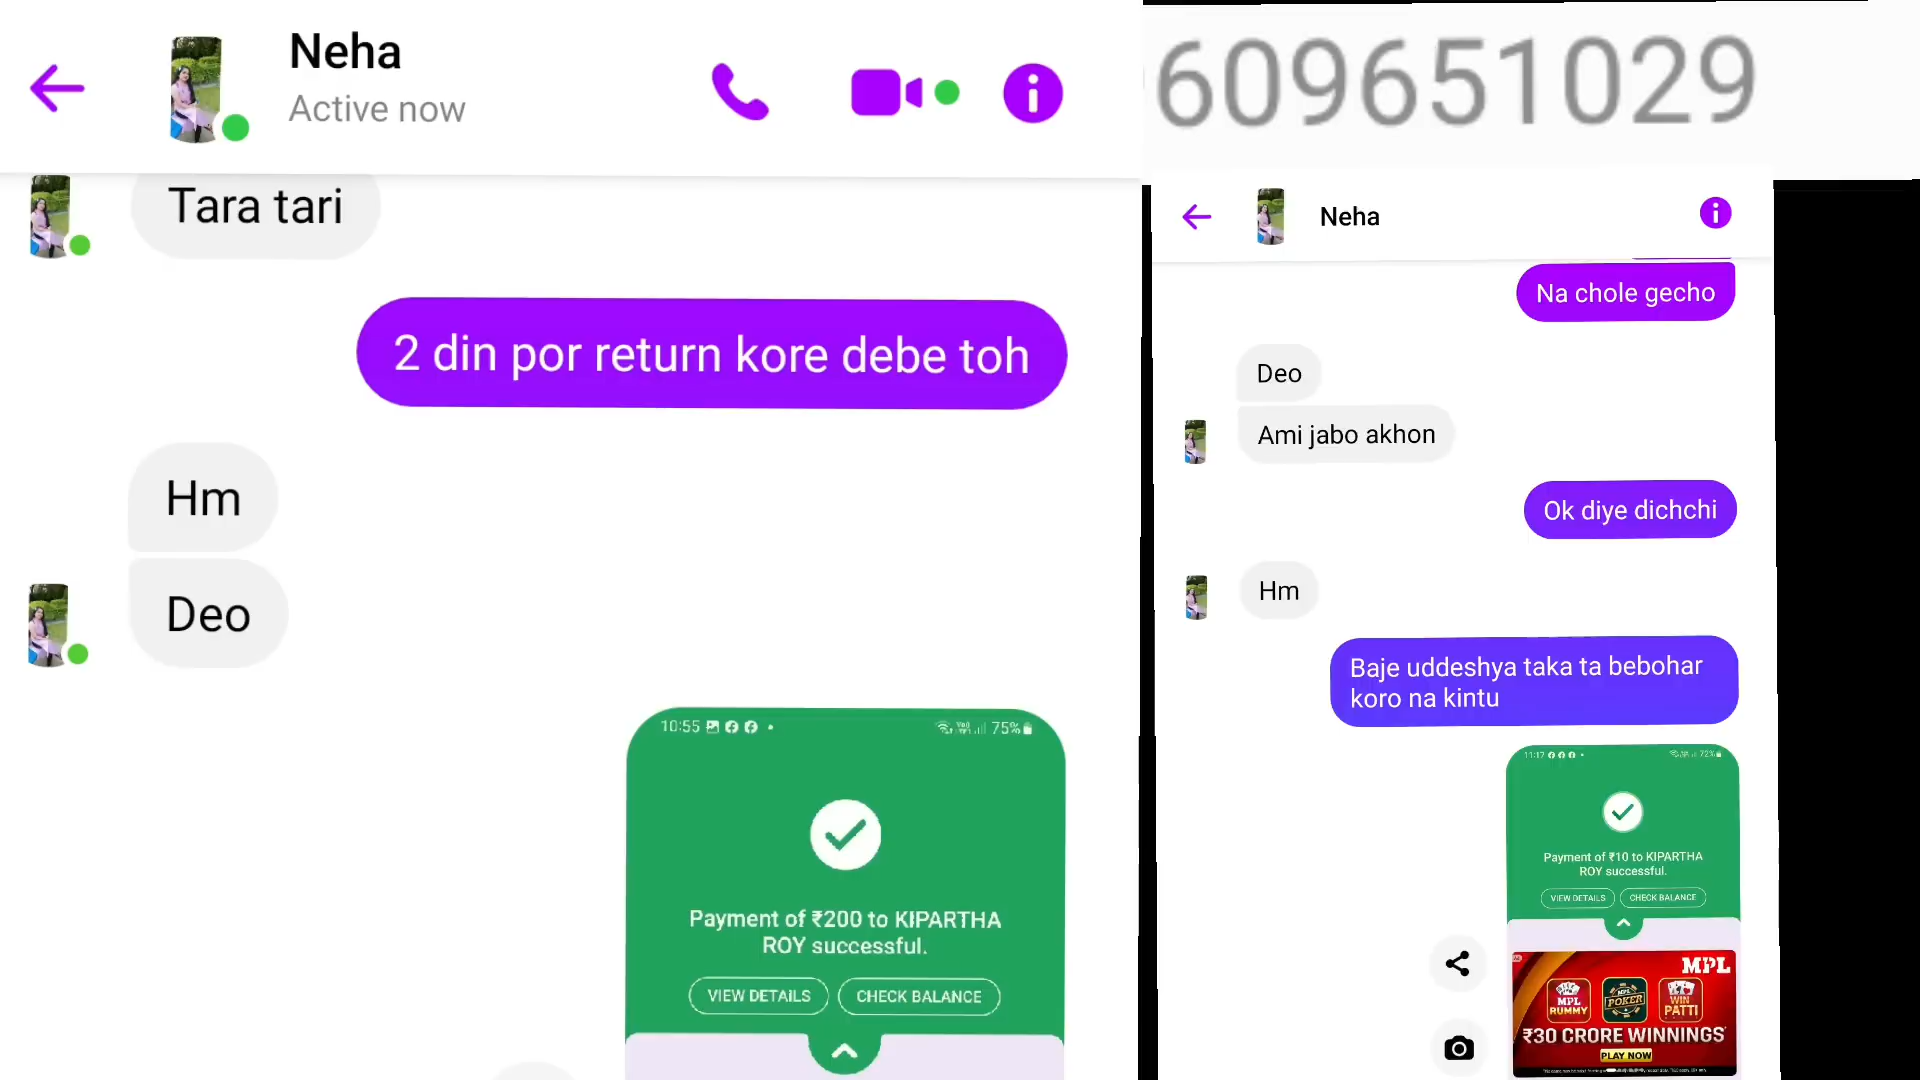 Neha
Active now
Tara tari
2 din por return kore debe toh
Hm
Deo
10:55
75%
Payment of ₹200 to KIPARTHA
ROY successful.
VIEW DETAILS
CHECK BALANCE
609651029
Neha
Na chole gecho
Deo
Ami jabo akhon
Ok diye dichchi
Hm
Baje uddeshya taka ta bebohar
koro na kintu
11:17
72%
Payment of ₹10 to KIPARTHA
ROY successful.
VIEW DETAILS
CHECK BALANCE
MPL
MPL
RUMMY
MPL
POKER
WIN
PATTI
₹30 CRORE WINNINGS*
PLAY NOW